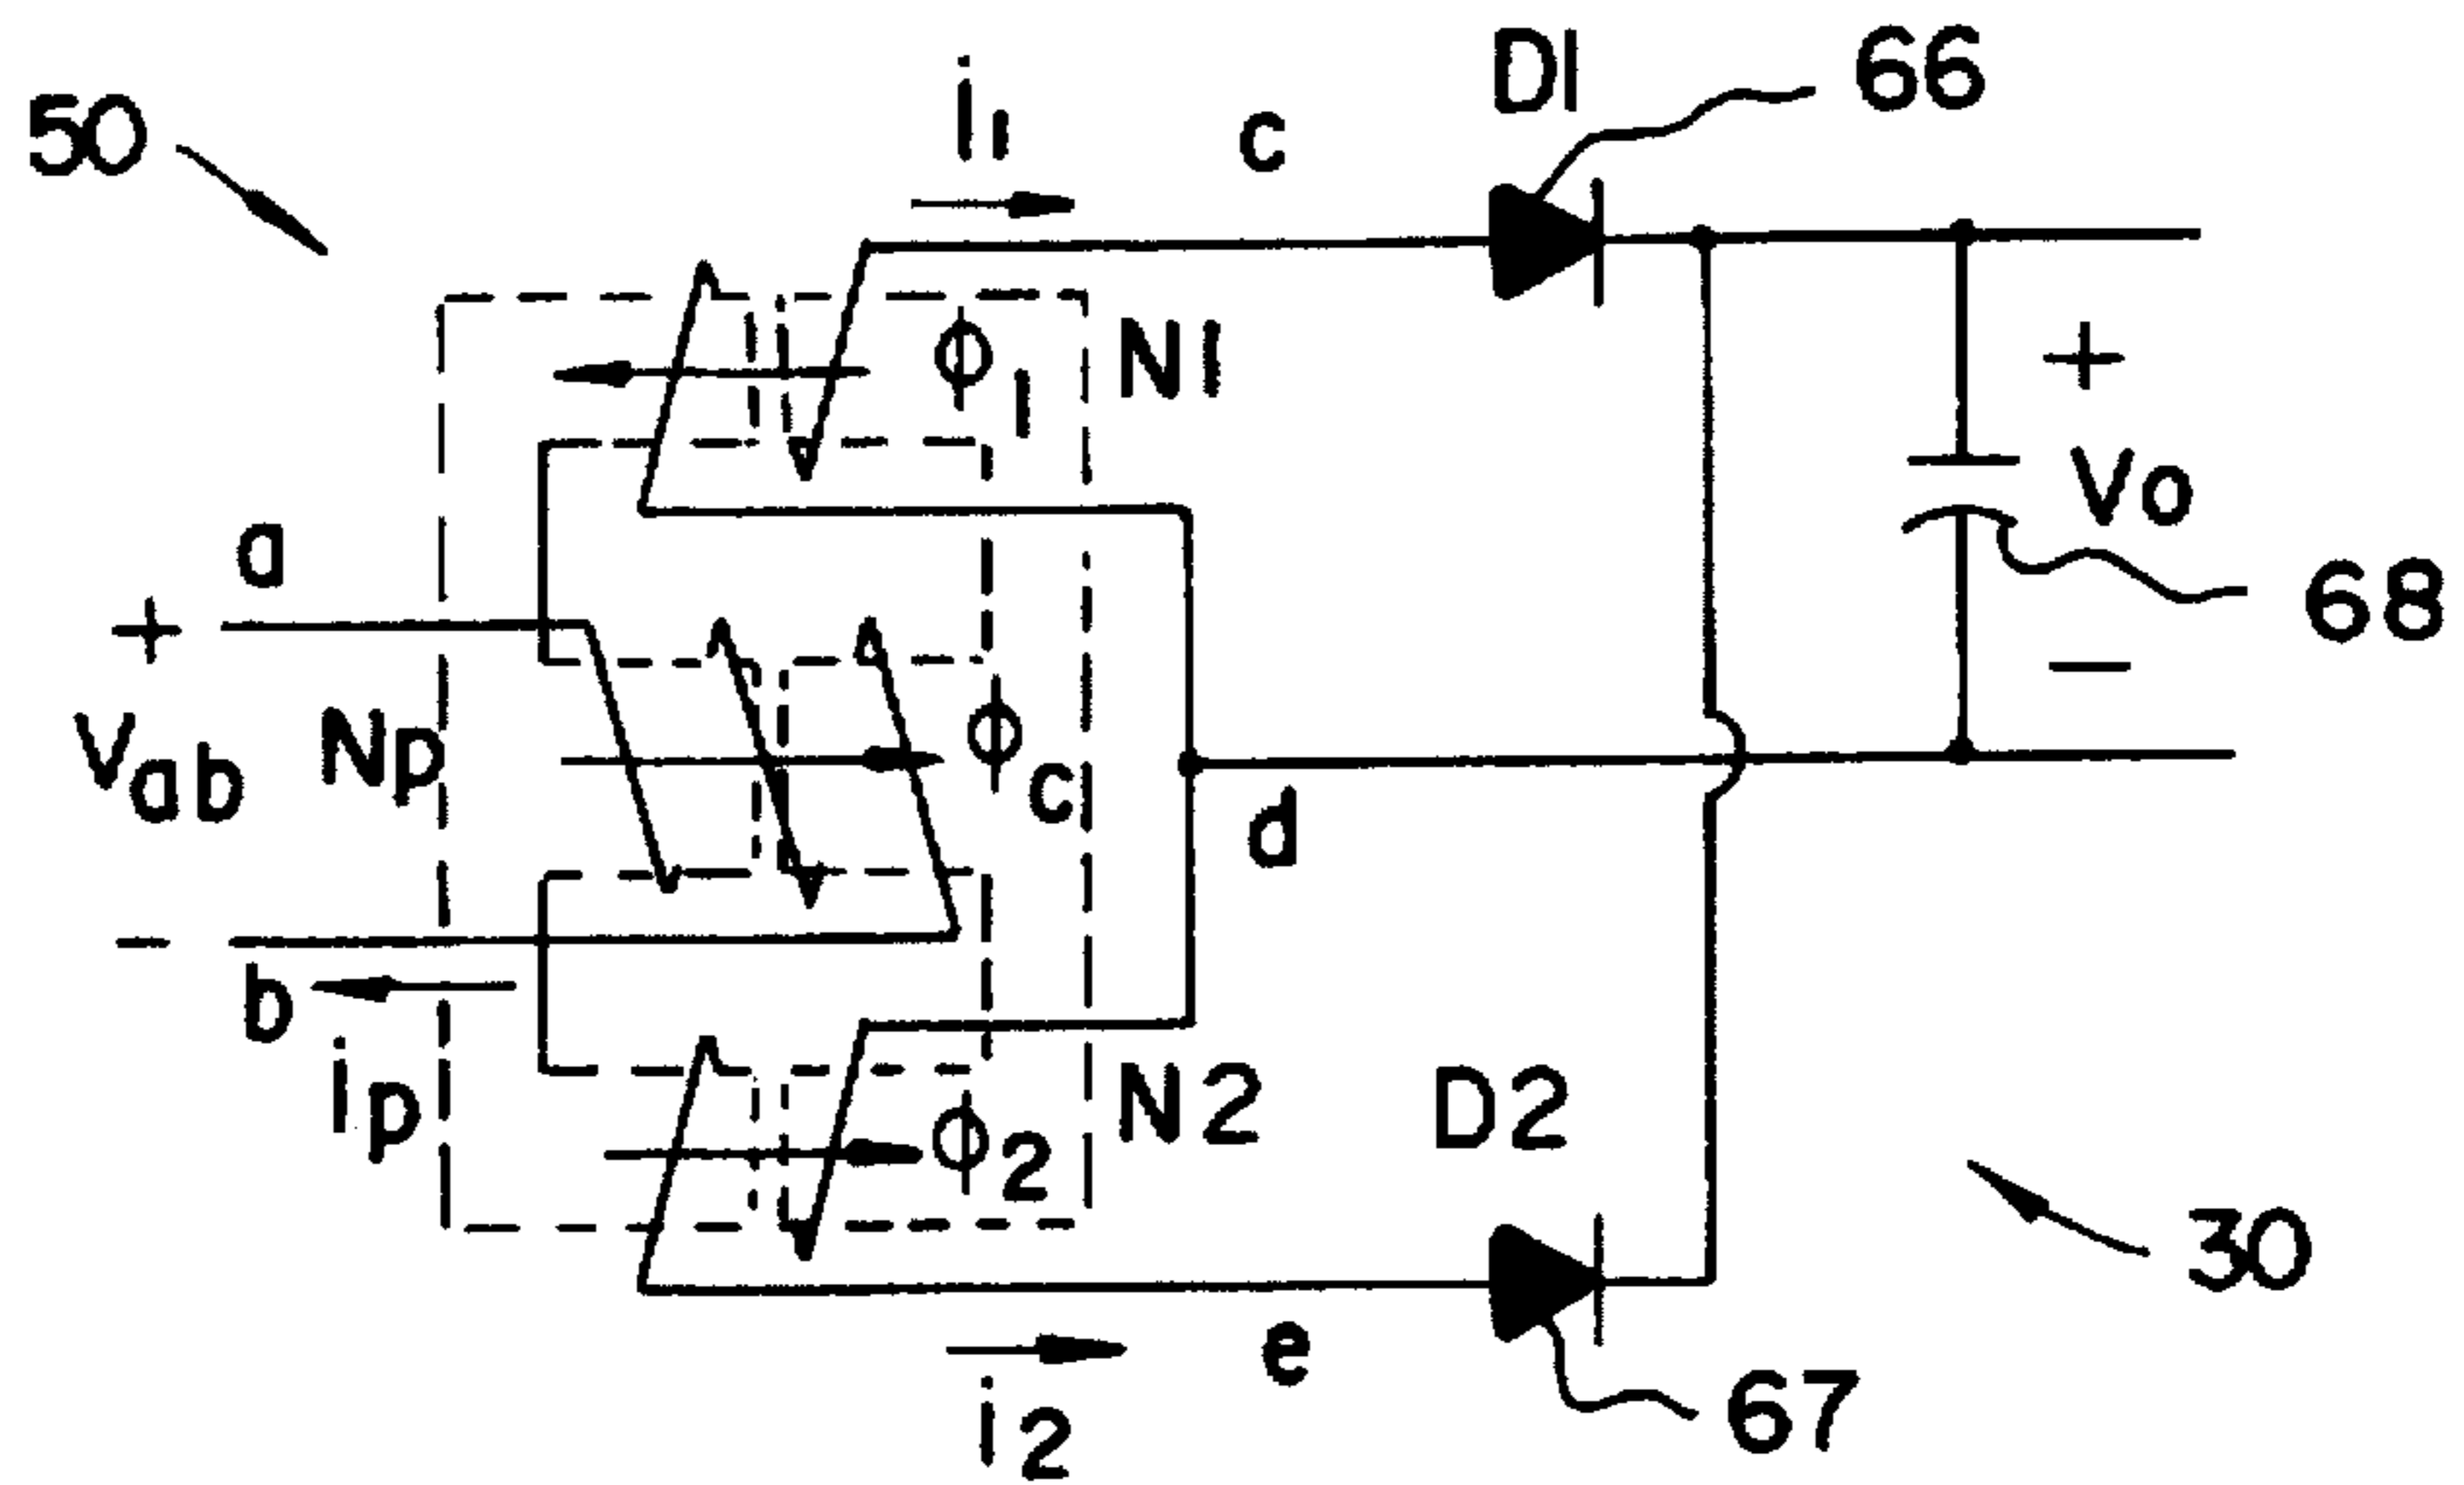 50
i1
c
D1
66
ϕ1
N1
+
Vo
68
−
a
+
Vab
Np
ϕc
d
−
b
ip
ϕ2
N2
D2
30
e
i2
67